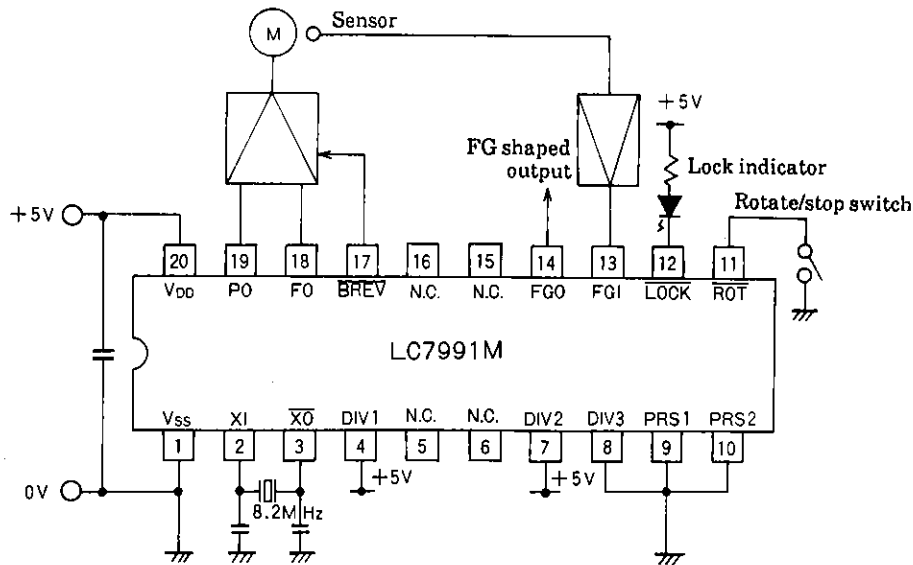 Sensor
M
+5V
FG shaped
output
Lock indicator
Rotate/stop switch
+5V
20 19 18 17 16 15 14 13 12 11
VDD PO FO BREV N.C. N.C. FGO FGI LOCK ROT
LC7991M
VSS XI XO DIV1 N.C. N.C. DIV2 DIV3 PRS1 PRS2
1 2 3 4 5 6 7 8 9 10
+5V
+5V
0V
8.2MHz